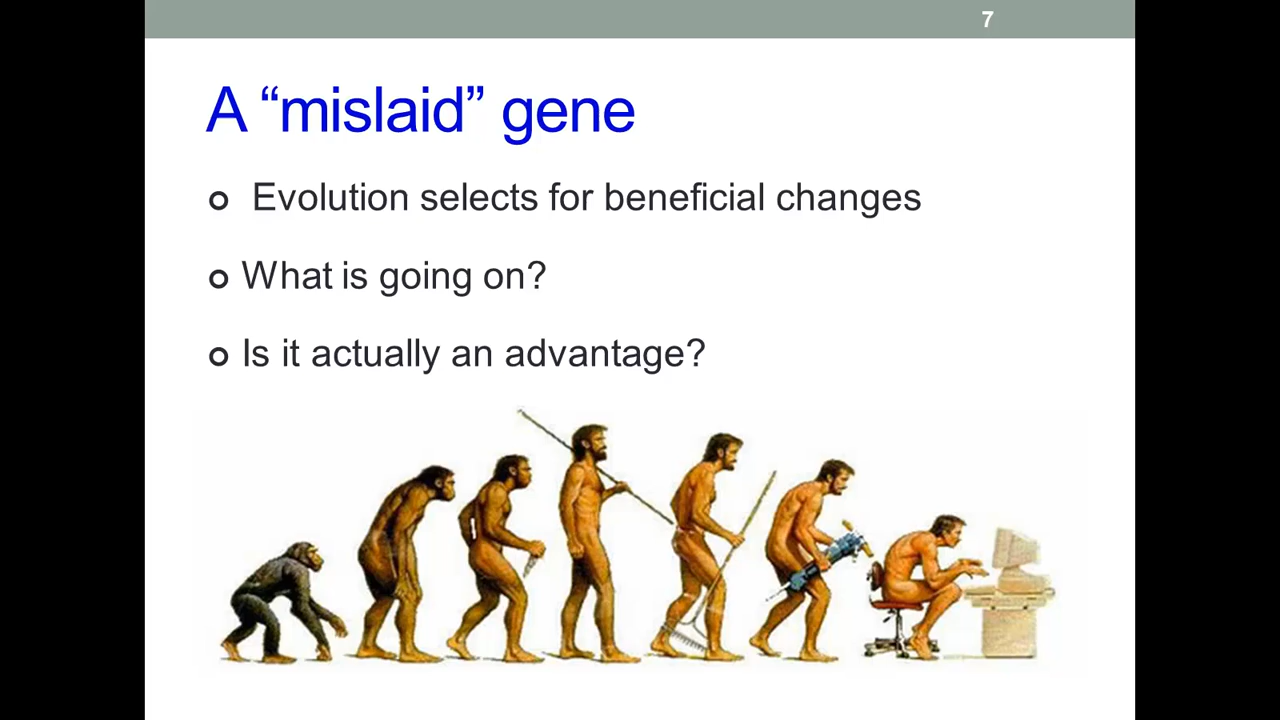 7
A “mislaid” gene
Evolution selects for beneficial changes
What is going on?
Is it actually an advantage?